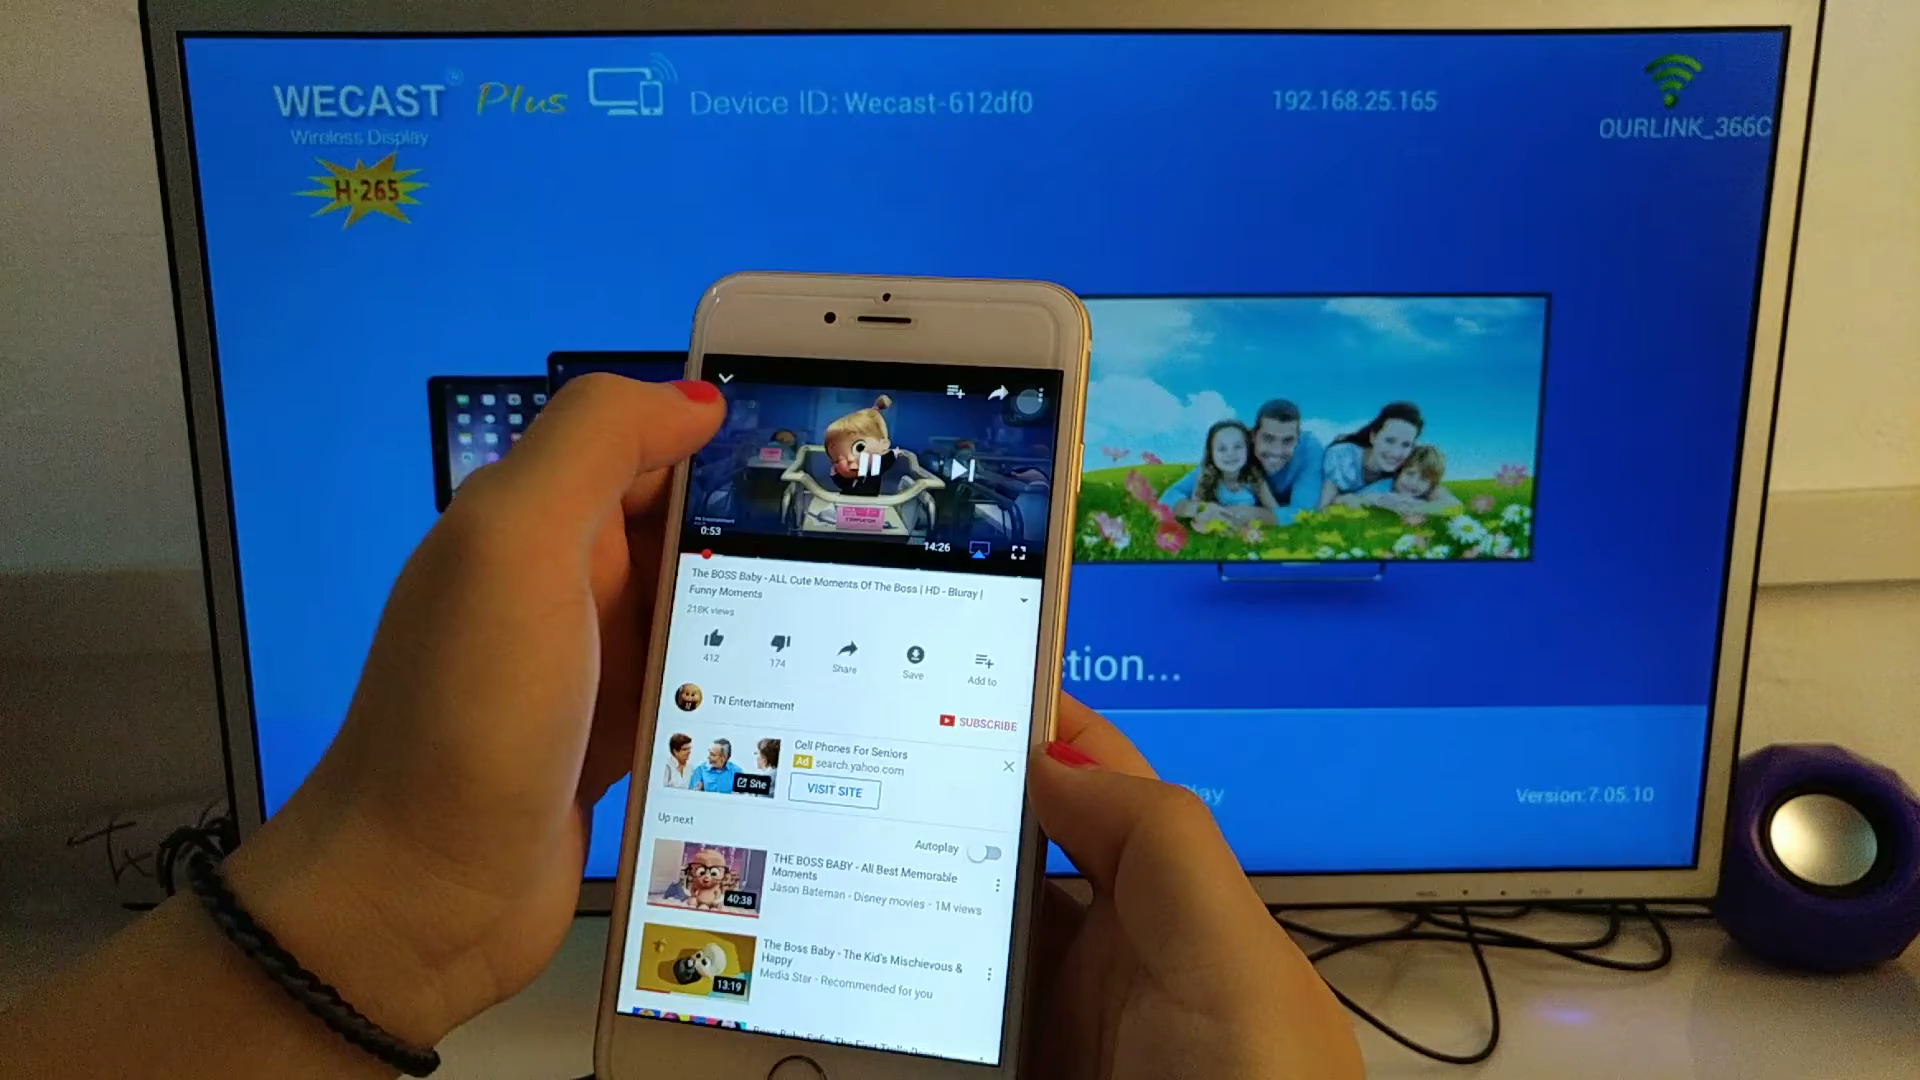 WECAST® Plus
Device ID: Wecast-612df0
192.168.25.165
Wireless Display
OURLINK_366C
H·265
0:53
14:26
The BOSS Baby - ALL Cute Moments Of The Boss | HD - Bluray |
Funny Moments
218K views
412
174
Share
Save
Add to
TN Entertainment
SUBSCRIBE
Cell Phones For Seniors
Ad search.yahoo.com
Site
VISIT SITE
Up next
Autoplay
THE BOSS BABY - All Best Memorable
Moments
Jason Bateman - Disney movies - 1M views
40:38
The Boss Baby - The Kid's Mischievous &
Happy
Media Star - Recommended for you
13:19
ction...
lay
Version:7.05.10